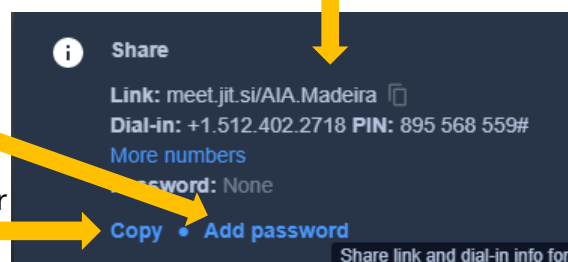 Share
Link: meet.jit.si/AIA.Madeira
Dial-in: +1.512.402.2718 PIN: 895 568 559#
More numbers
Password: None
r
Copy • Add password
Share link and dial-in info for